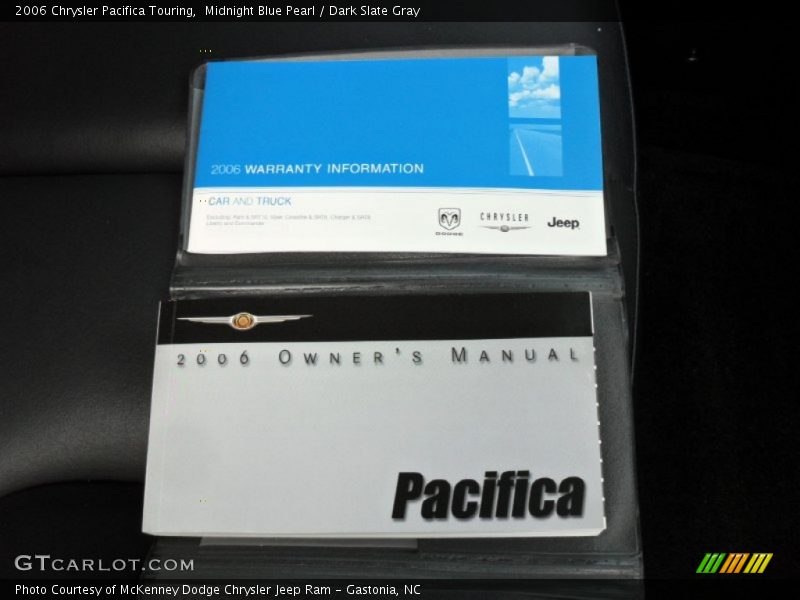 2006 Chrysler Pacifica Touring,  Midnight Blue Pearl / Dark Slate Gray
2006 WARRANTY INFORMATION
CAR AND TRUCK
DODGE
CHRYSLER
Jeep
2006 OWNER'S MANUAL
Pacifica
GTCARLOT.COM
Photo Courtesy of McKenney Dodge Chrysler Jeep Ram - Gastonia, NC